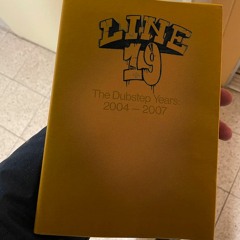 LINE
19
The Dubstep Years
2004 — 2007